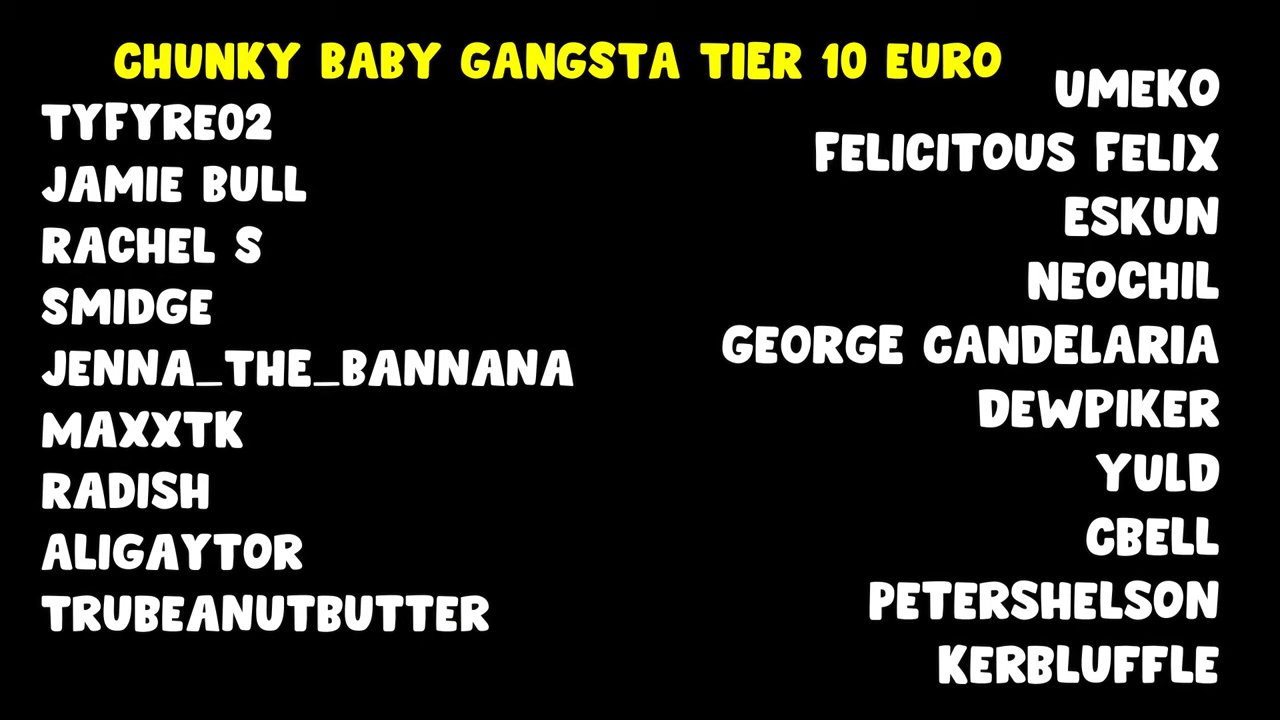 CHUNKY BABY GANGSTA TIER 10 EURO
TYFYRE02
JAMIE BULL
RACHEL S
SMIDGE
JENNA_THE_BANNANA
MAXXTK
RADISH
ALIGAYTOR
TRUBEANUTBUTTER
UMEKO
FELICITOUS FELIX
ESKUN
NEOCHIL
GEORGE CANDELARIA
DEWPIKER
YULD
CBELL
PETERSHELSON
KERBLUFFLE